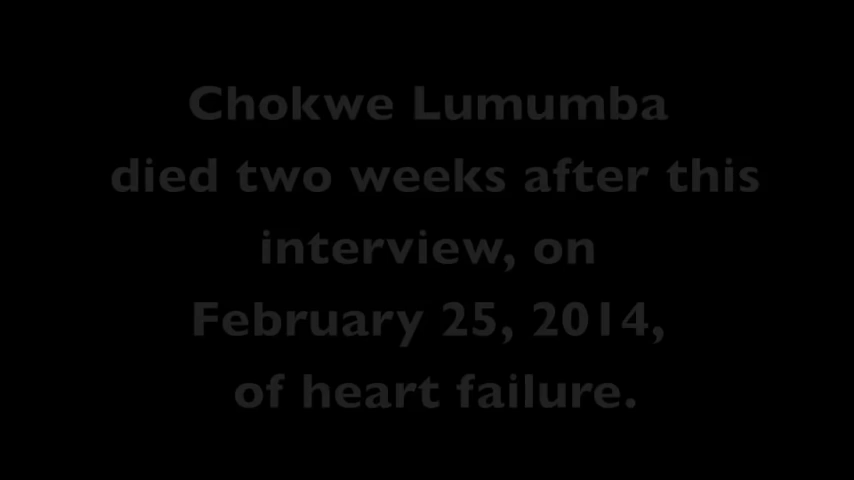 Chokwe Lumumba
died two weeks after this
interview, on
February 25, 2014,
of heart failure.